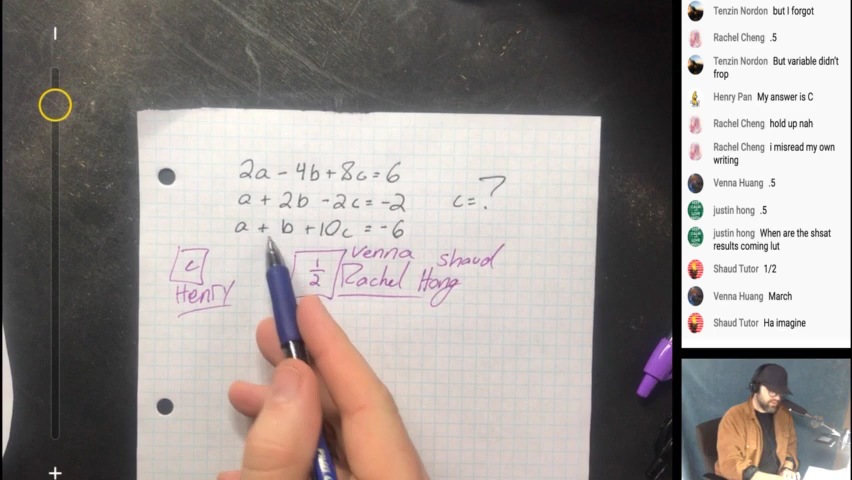 2a - 4b + 8c = 6
a + 2b - 2c = -2
c = ?
a + b + 10c = -6
c
Henry
1/2
Venna
Shaud
Rachel
Hong
Tenzin Nordon but I forgot
Rachel Cheng .5
Tenzin Nordon But variable didn't
frop
Henry Pan My answer is C
Rachel Cheng hold up nah
Rachel Cheng i misread my own
writing
Venna Huang .5
justin hong .5
justin hong When are the shsat
results coming lut
Shaud Tutor 1/2
Venna Huang March
Shaud Tutor Ha imagine